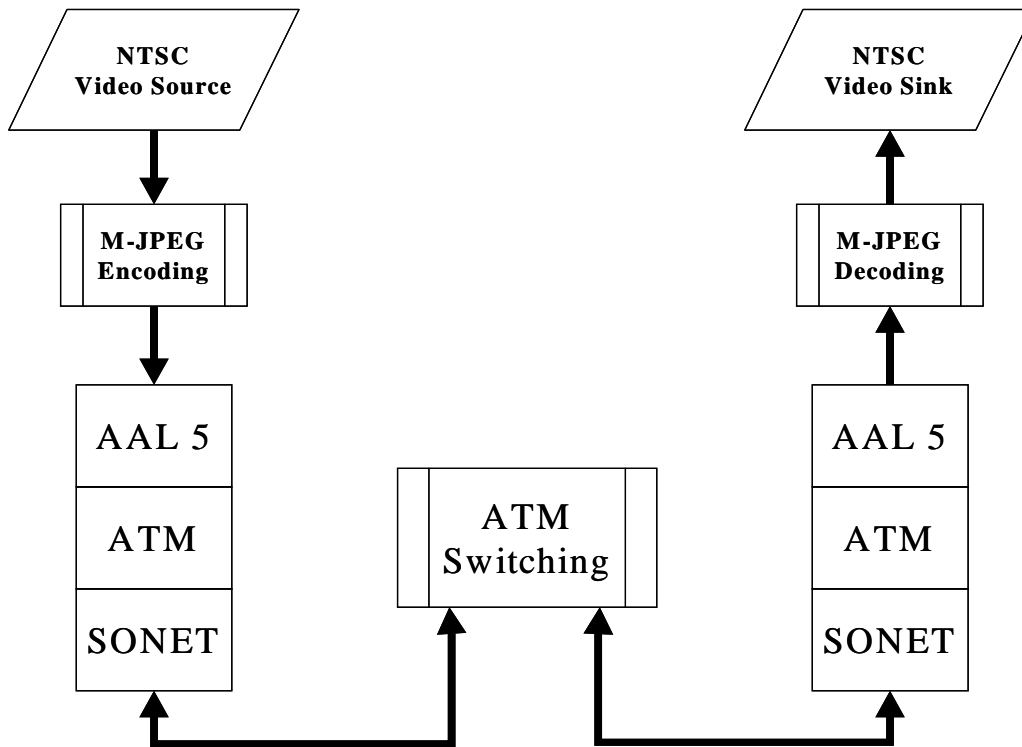 NTSC
Video Source
M-JPEG
Encoding
AAL 5
ATM
SONET
ATM
Switching
NTSC
Video Sink
M-JPEG
Decoding
AAL 5
ATM
SONET